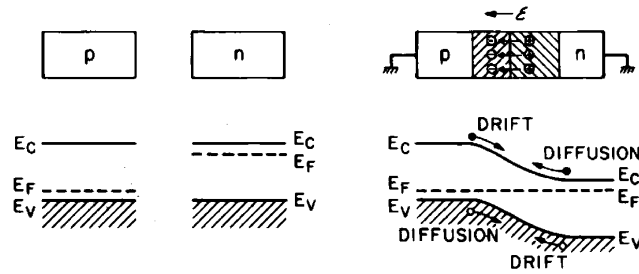 ℰ
p
n
p
n
E_C
E_F
E_V
E_C
E_F
E_V
E_C
E_F
E_V
DRIFT
DIFFUSION
E_C
E_F
DIFFUSION
DRIFT
E_V